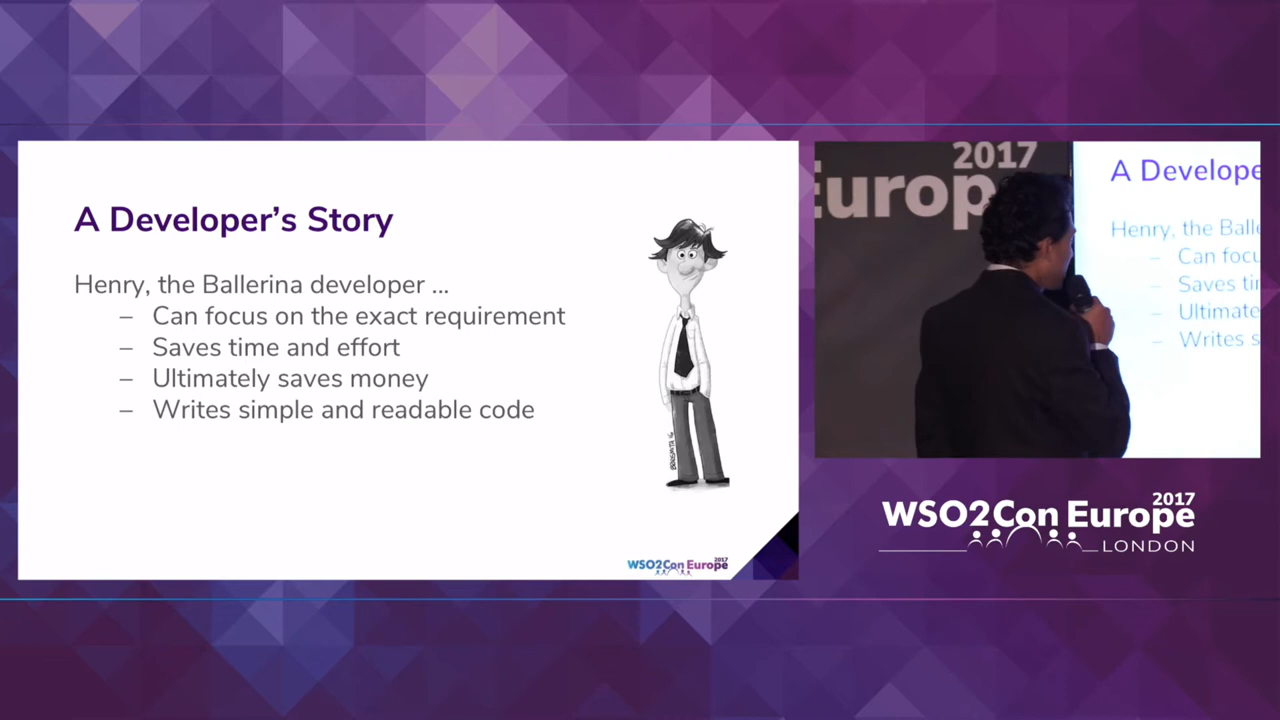 A Developer's Story
Henry, the Ballerina developer ...
– Can focus on the exact requirement
– Saves time and effort
– Ultimately saves money
– Writes simple and readable code
WSO2Con Europe 2017
2017
Europ
A Develope
Henry, the Balle
– Can focu
– Saves ti
– Ultimate
– Writes s
WSO2Con Europe 2017
LONDON